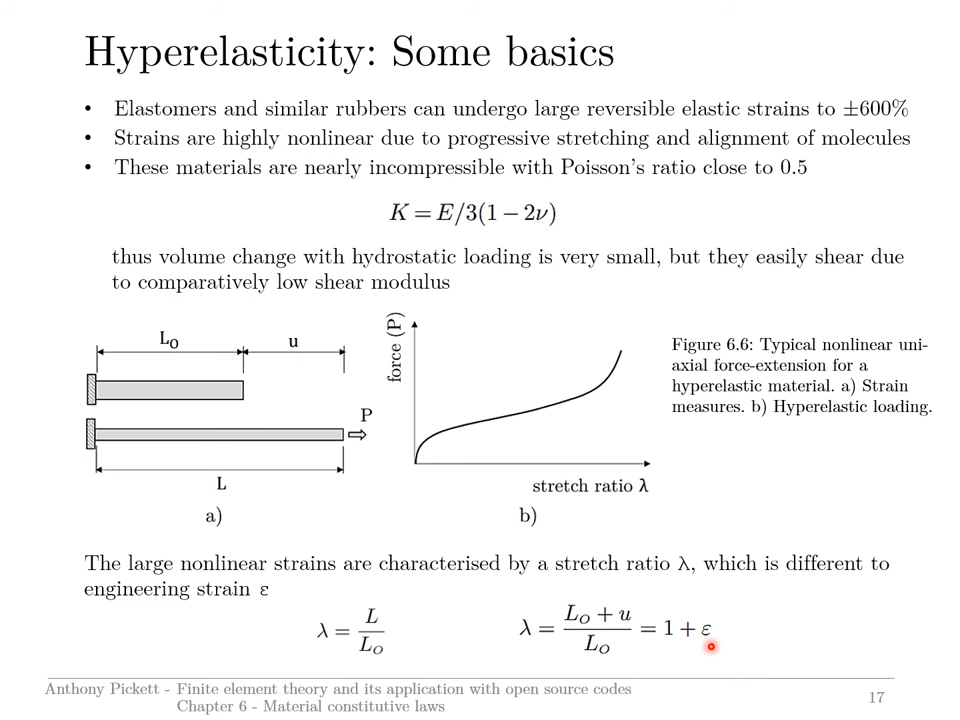 Hyperelasticity: Some basics
• Elastomers and similar rubbers can undergo large reversible elastic strains to ±600%
• Strains are highly nonlinear due to progressive stretching and alignment of molecules
• These materials are nearly incompressible with Poisson's ratio close to 0.5
K = E/3(1 − 2ν)
thus volume change with hydrostatic loading is very small, but they easily shear due
to comparatively low shear modulus
L₀
u
P
L
a)
force (P)
stretch ratio λ
b)
Figure 6.6: Typical nonlinear uni-
axial force-extension for a
hyperelastic material. a) Strain
measures. b) Hyperelastic loading.
The large nonlinear strains are characterised by a stretch ratio λ, which is different to
engineering strain ε
λ = L / L_O
λ = (L_O + u) / L_O = 1 + ε
Anthony Pickett - Finite element theory and its application with open source codes
Chapter 6 - Material constitutive laws
17